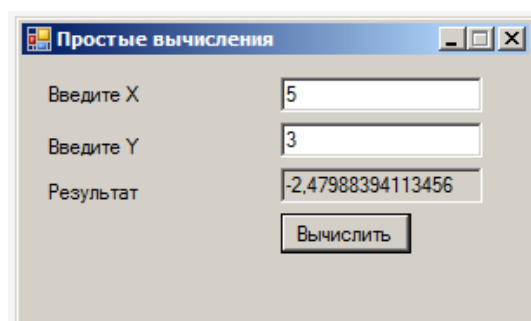 Простые вычисления
Введите X 5
Введите Y 3
Результат -2,47988394113456
Вычислить